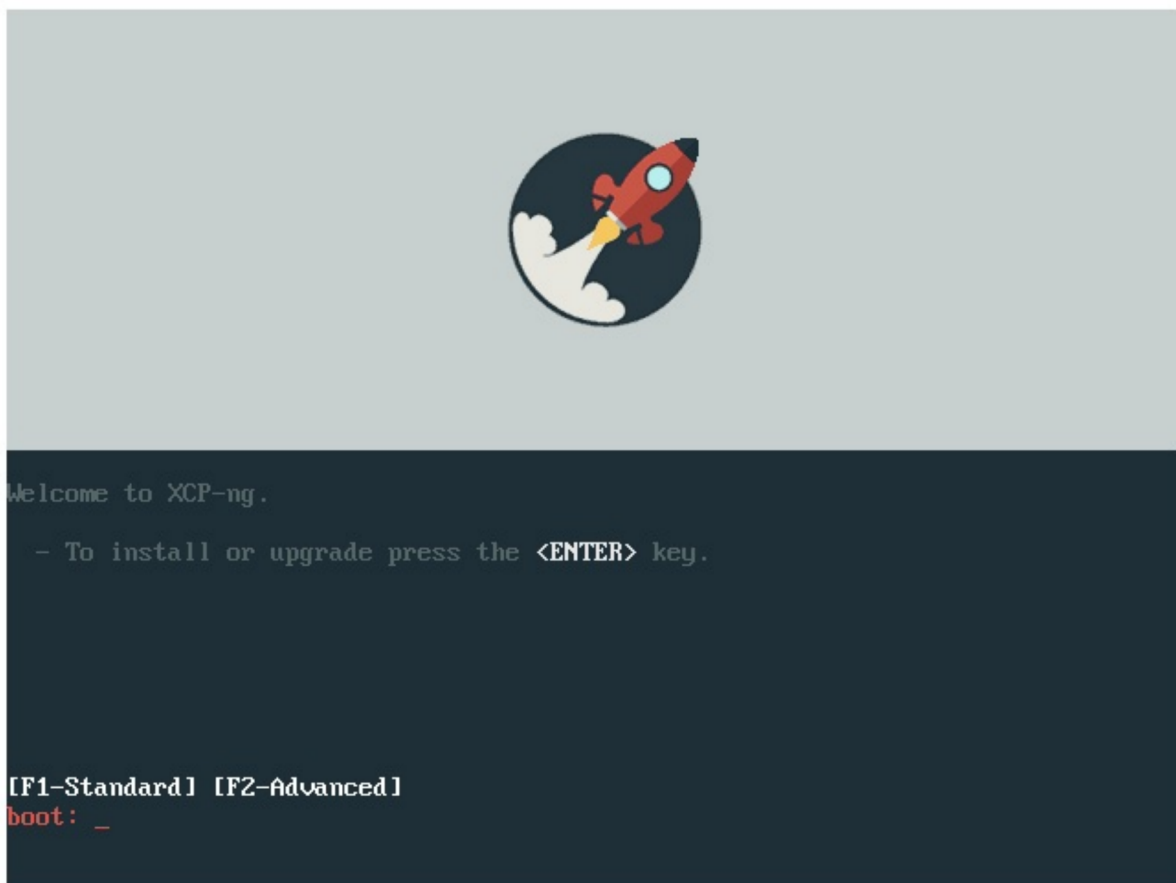 Welcome to XCP-ng.
- To install or upgrade press the <ENTER> key.
[F1-Standard] [F2-Advanced]
boot: _